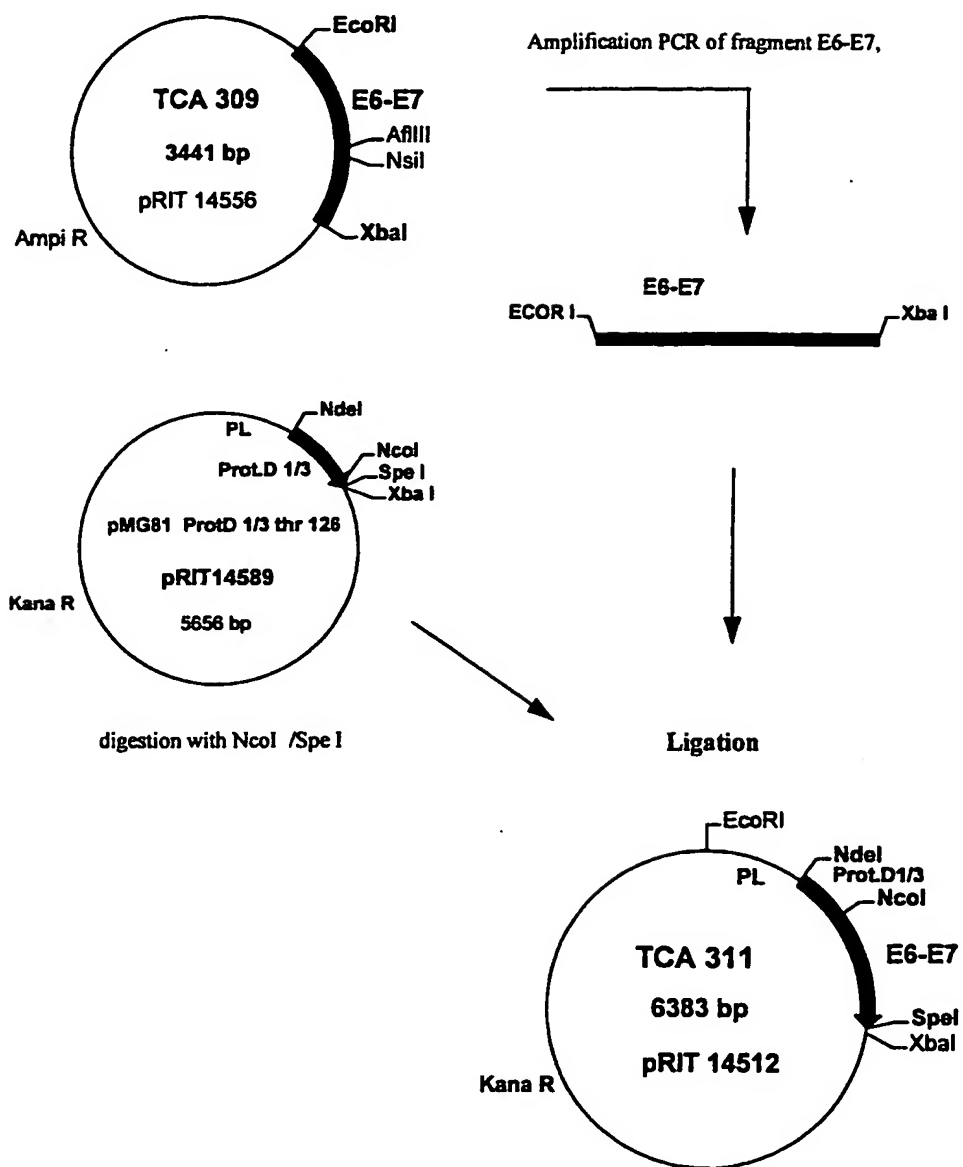 EcoRI
TCA 309
E6-E7
3441 bp
AflIII
NsiI
pRIT 14556
XbaI
Ampi R
Amplification PCR of fragment E6-E7,
E6-E7
ECOR I
Xba I
NdeI
PL
NcoI
Prot.D 1/3
Spe I
Xba I
pMG81 ProtD 1/3 thr 126
pRIT14589
Kana R
5656 bp
digestion with NcoI /Spe I
Ligation
EcoRI
NdeI
PL
Prot.D1/3
NcoI
TCA 311
E6-E7
6383 bp
SpeI
XbaI
pRIT 14512
Kana R